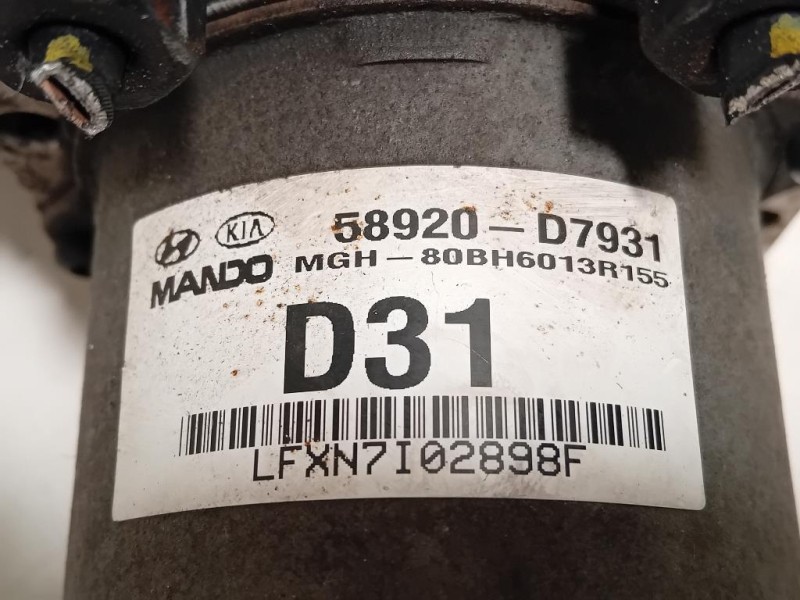 KIA 58920-D7931
MANDO MGH-80BH6013R155
D31
LFXN7I02898F